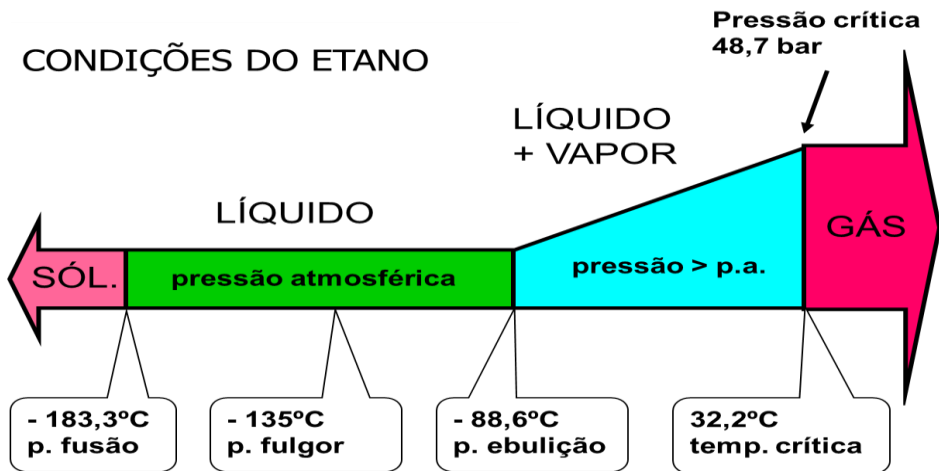 Pressão crítica
48,7 bar
CONDIÇÕES DO ETANO
LÍQUIDO
+ VAPOR
LÍQUIDO
GÁS
SÓL.
pressão atmosférica
pressão > p.a.
- 183,3ºC
p. fusão
- 135ºC
p. fulgor
- 88,6ºC
p. ebulição
32,2ºC
temp. crítica